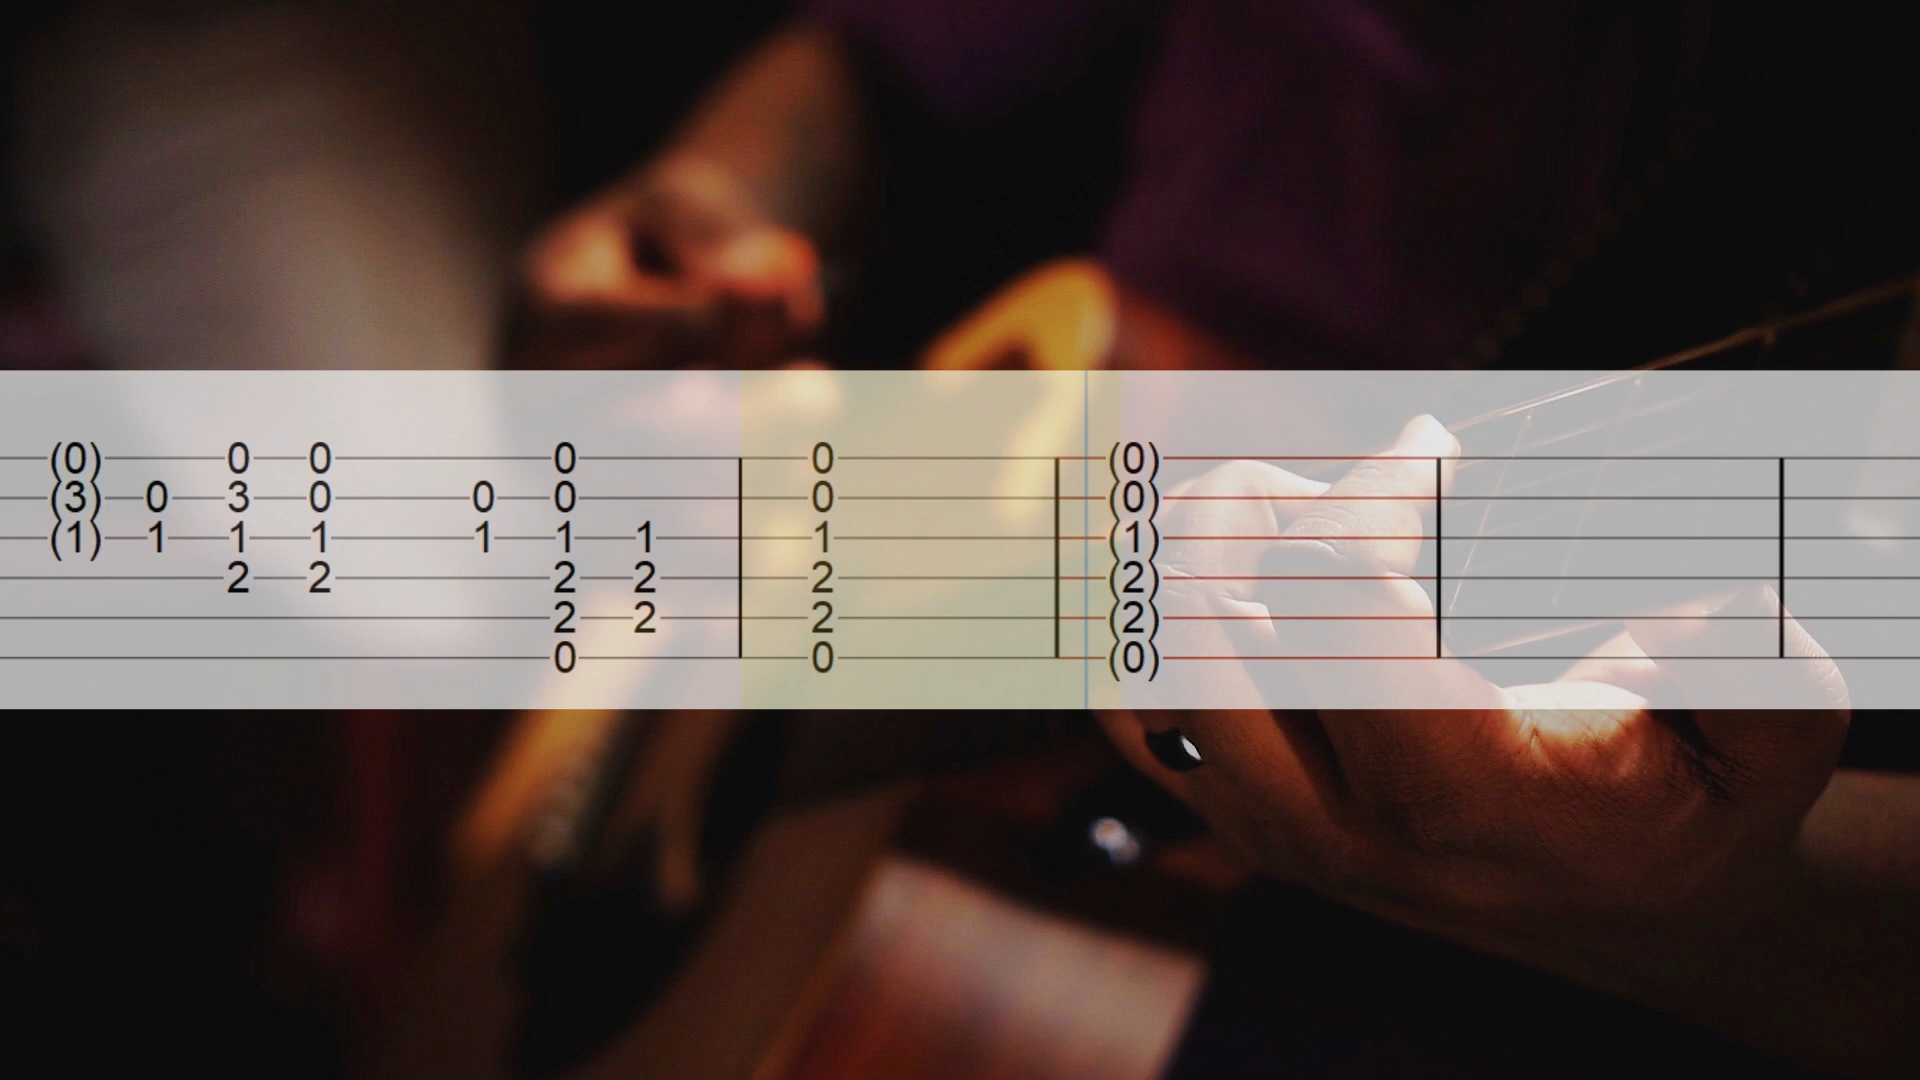 (0) 0 0 0 0 (0)
(3) 0 3 0 0 0 0 (0)
(1) 1 1 1 1 1 1 1 (1)
2 2 2 2 2 (2)
2 2 2 (2)
0 0 (0)